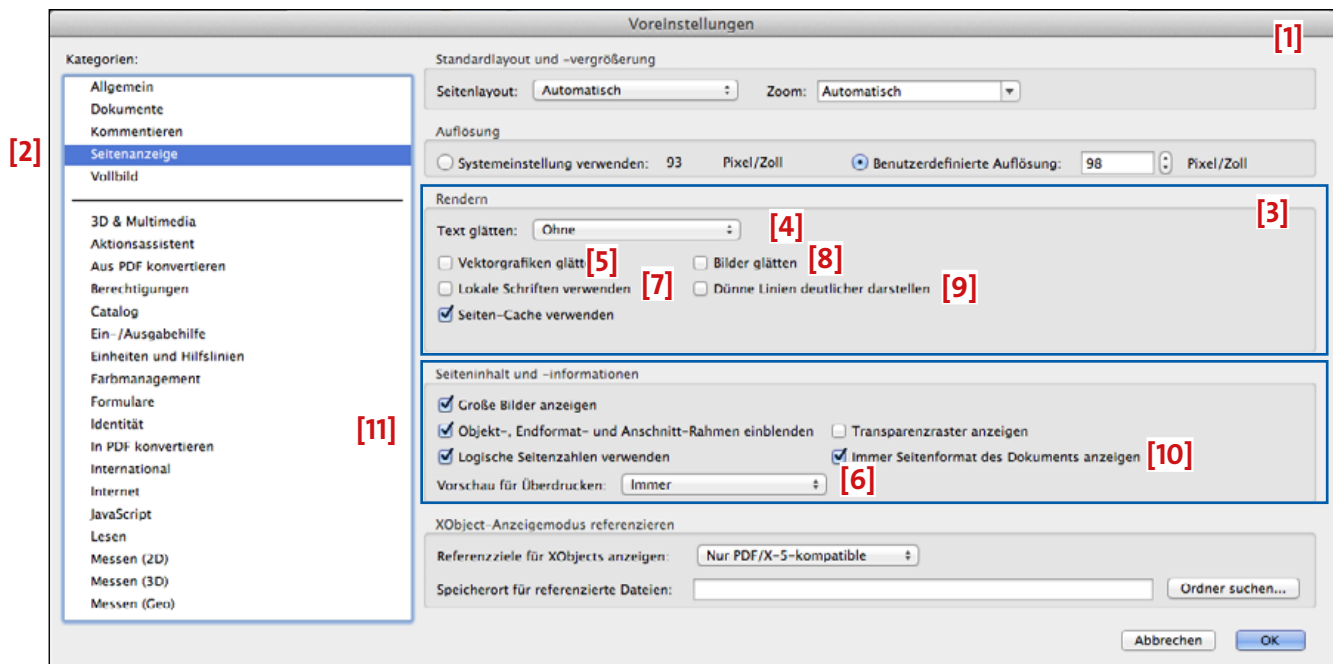 Voreinstellungen
[1]
Kategorien:
Allgemein
Dokumente
Kommentieren
[2]
Seitenanzeige
Vollbild
3D & Multimedia
Aktionsassistent
Aus PDF konvertieren
Berechtigungen
Catalog
Ein-/Ausgabehilfe
Einheiten und Hilfslinien
Farbmanagement
Formulare
Identität
In PDF konvertieren
International
Internet
JavaScript
Lesen
Messen (2D)
Messen (3D)
Messen (Geo)
Standardlayout und -vergrößerung
Seitenlayout: Automatisch Zoom: Automatisch
Auflösung
Systemeinstellung verwenden: 93 Pixel/Zoll Benutzerdefinierte Auflösung: 98 Pixel/Zoll
Rendern [3]
Text glätten: Ohne [4]
Vektorgrafiken glätt [5] Bilder glätten [8]
Lokale Schriften verwenden [7] Dünne Linien deutlicher darstellen [9]
Seiten-Cache verwenden
Seiteninhalt und -informationen
Große Bilder anzeigen
[11] Objekt-, Endformat- und Anschnitt-Rahmen einblenden Transparenzraster anzeigen
Logische Seitenzahlen verwenden Immer Seitenformat des Dokuments anzeigen [10]
Vorschau für Überdrucken: Immer [6]
XObject-Anzeigemodus referenzieren
Referenzziele für XObjects anzeigen: Nur PDF/X-5-kompatible
Speicherort für referenzierte Dateien: Ordner suchen...
Abbrechen OK